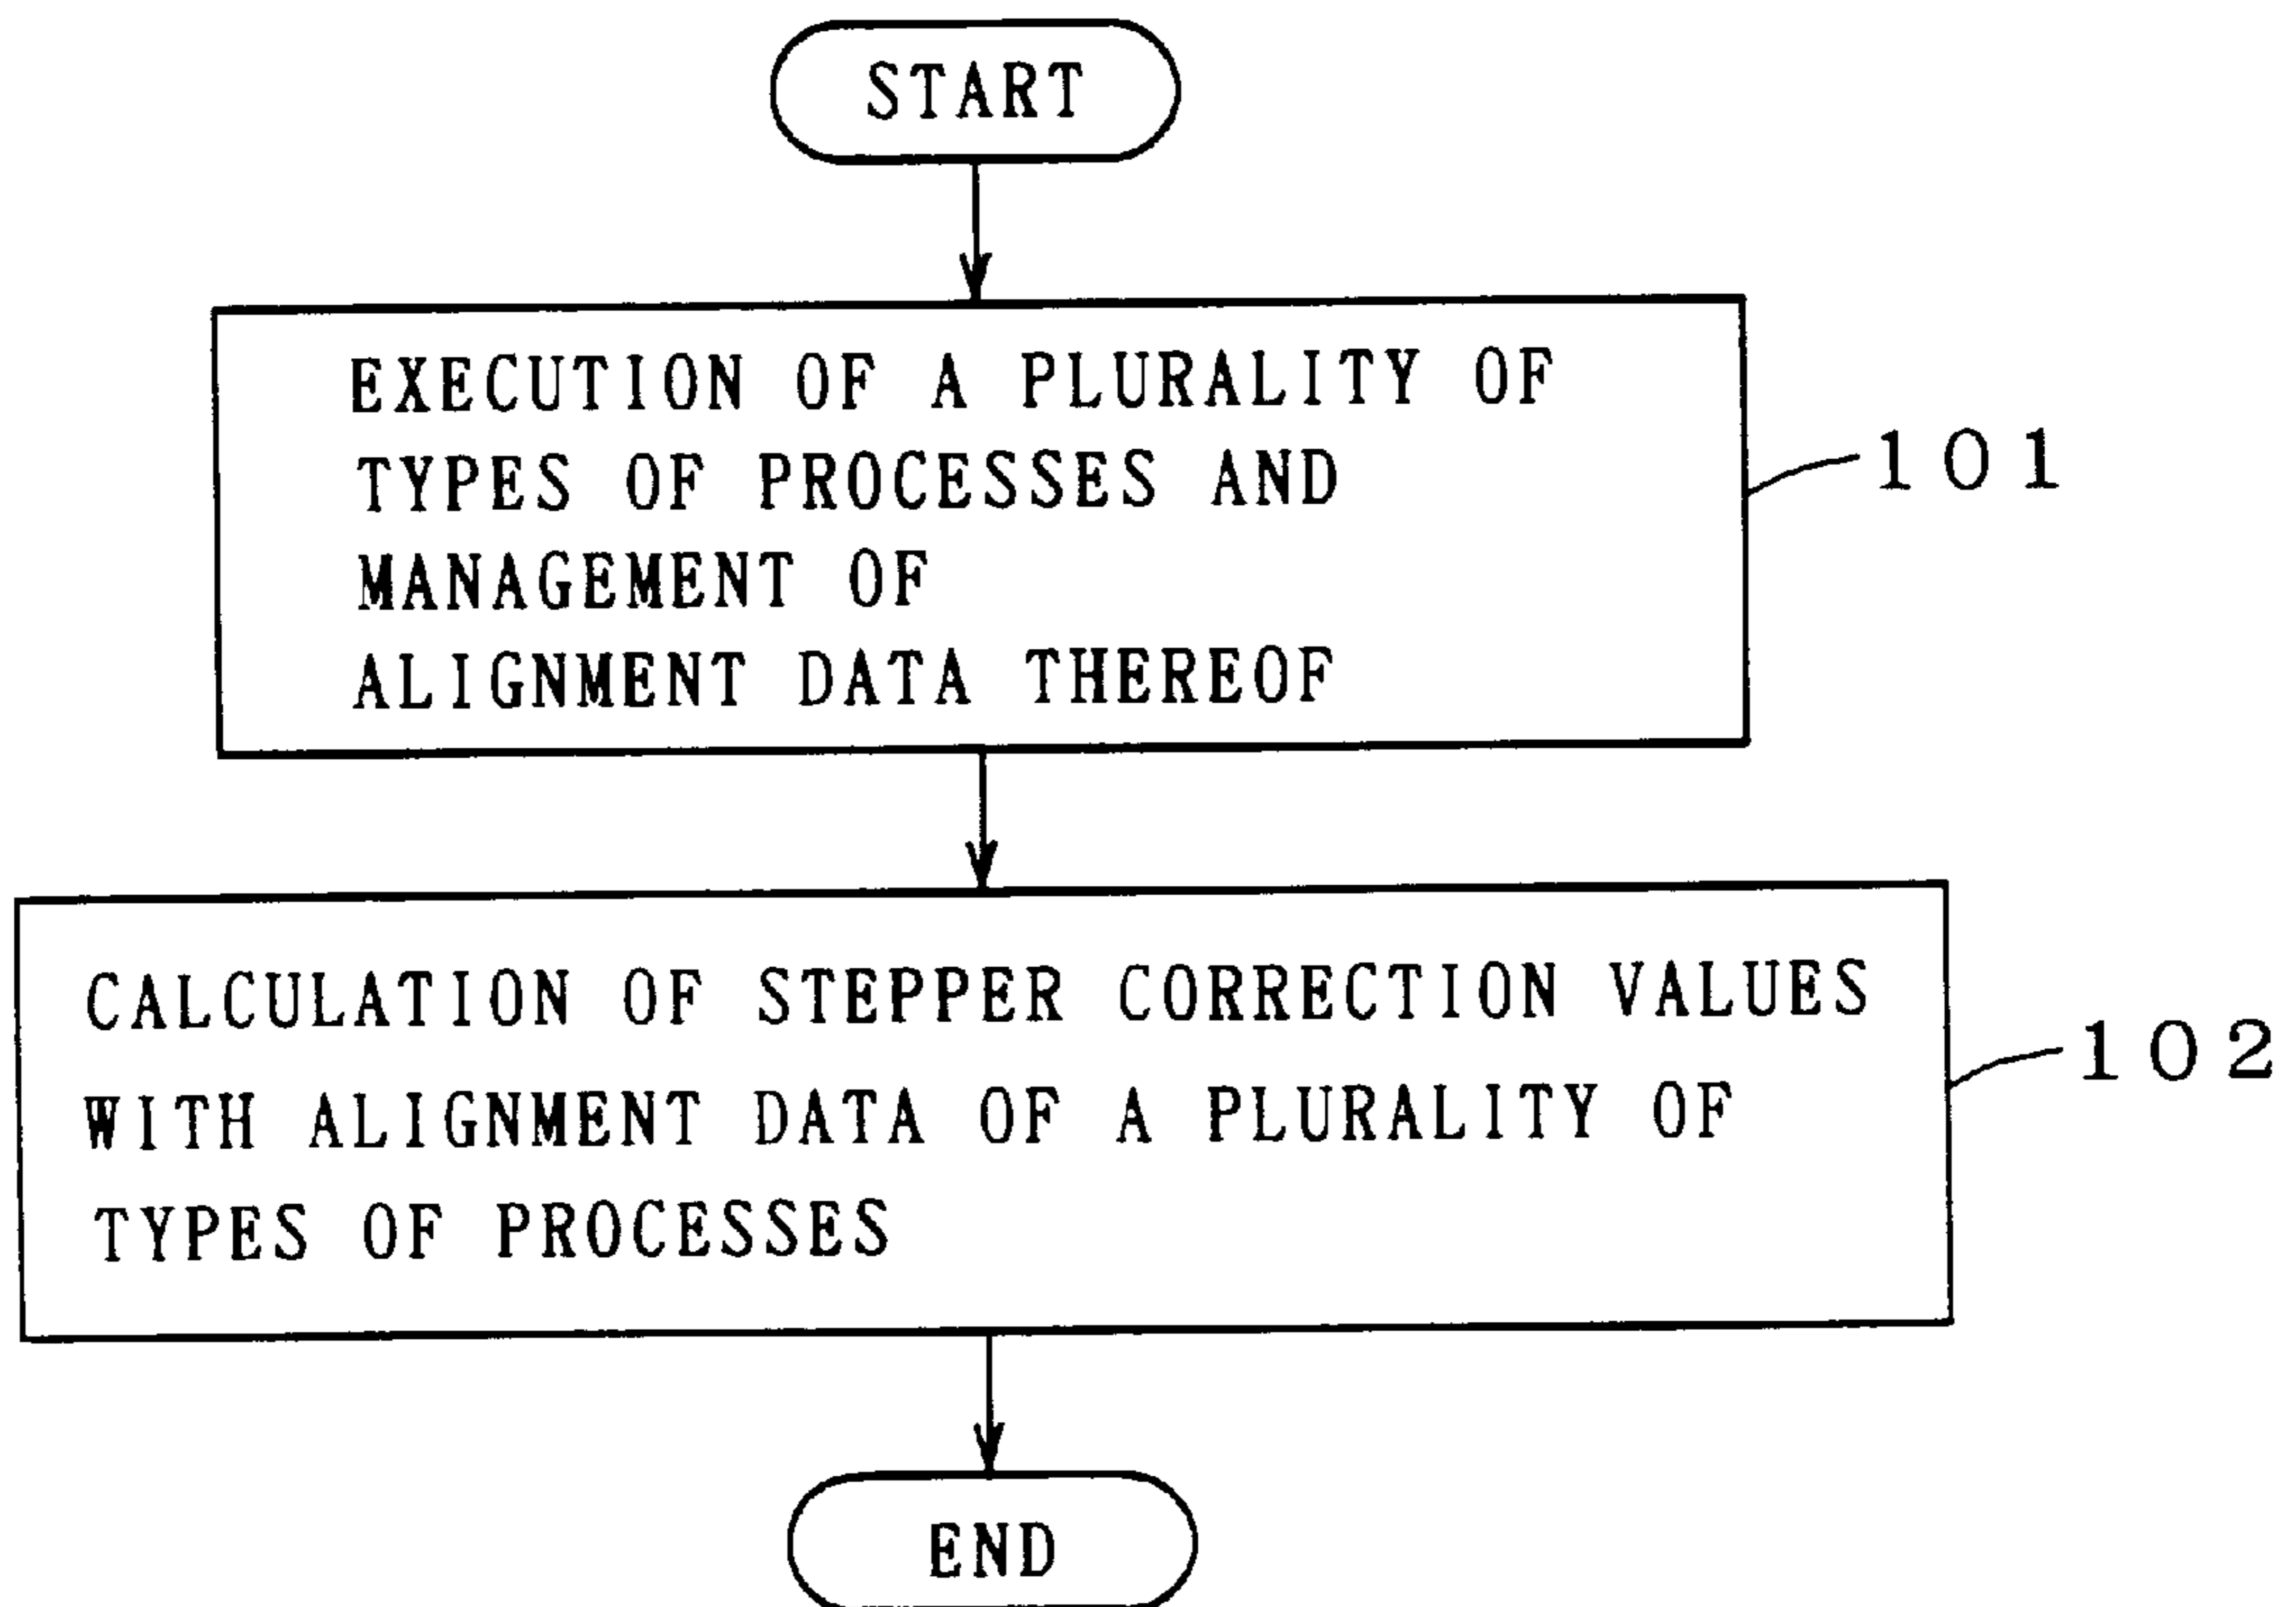 START
EXECUTION OF A PLURALITY OF
TYPES OF PROCESSES AND
MANAGEMENT OF
ALIGNMENT DATA THEREOF
101
CALCULATION OF STEPPER CORRECTION VALUES
WITH ALIGNMENT DATA OF A PLURALITY OF
TYPES OF PROCESSES
102
END